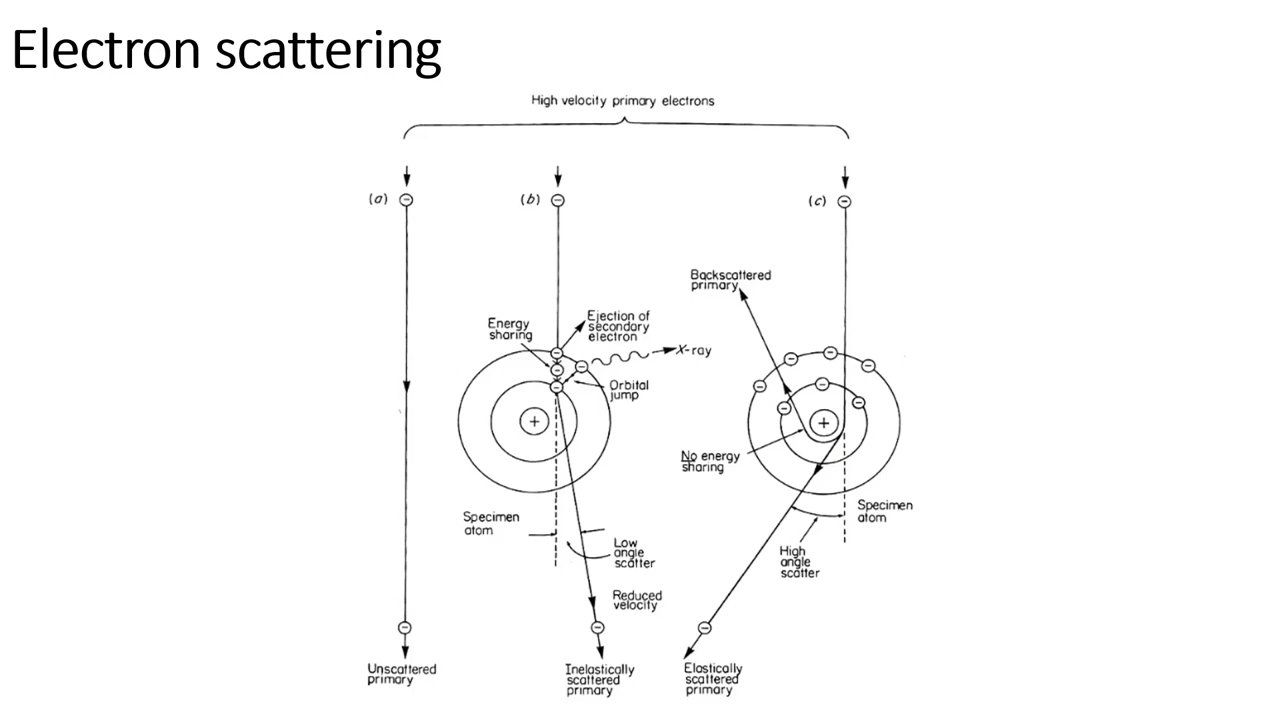 Electron scattering
High velocity primary electrons
(a)
(b)
(c)
Backscattered
primary
Energy
sharing
Ejection of
secondary
electron
X-ray
Orbital
jump
+
+
No energy
sharing
Specimen
atom
Specimen
atom
Low
angle
scatter
High
angle
scatter
Reduced
velocity
Unscattered
primary
Inelastically
scattered
primary
Elastically
scattered
primary